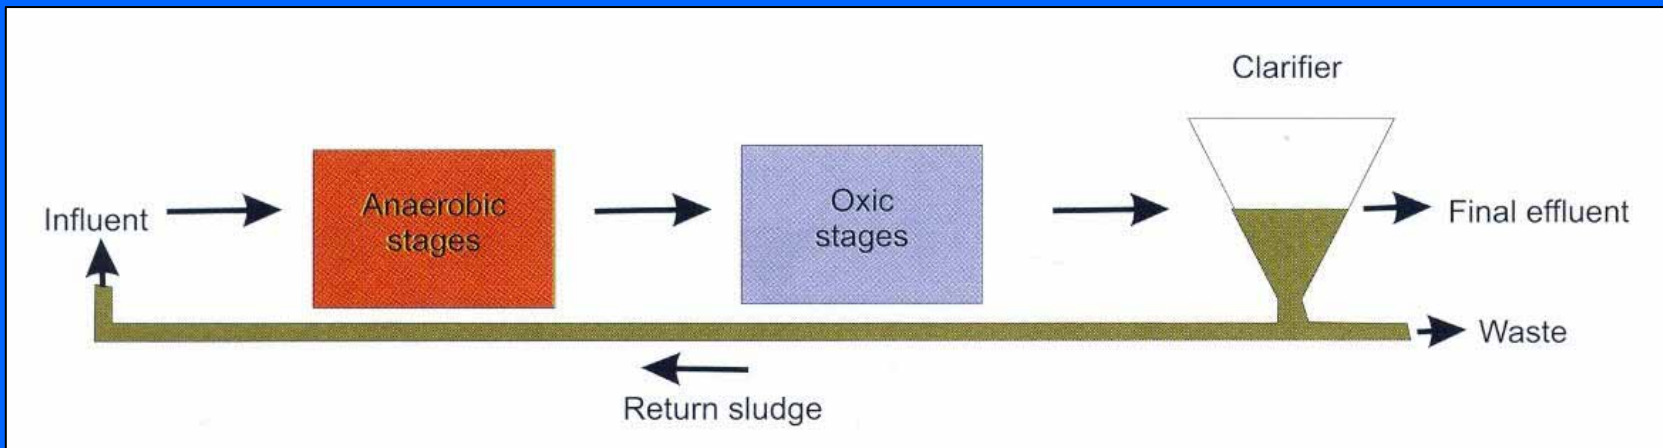 Clarifier
Influent
Anaerobic
stages
Oxic
stages
Final effluent
Waste
Return sludge